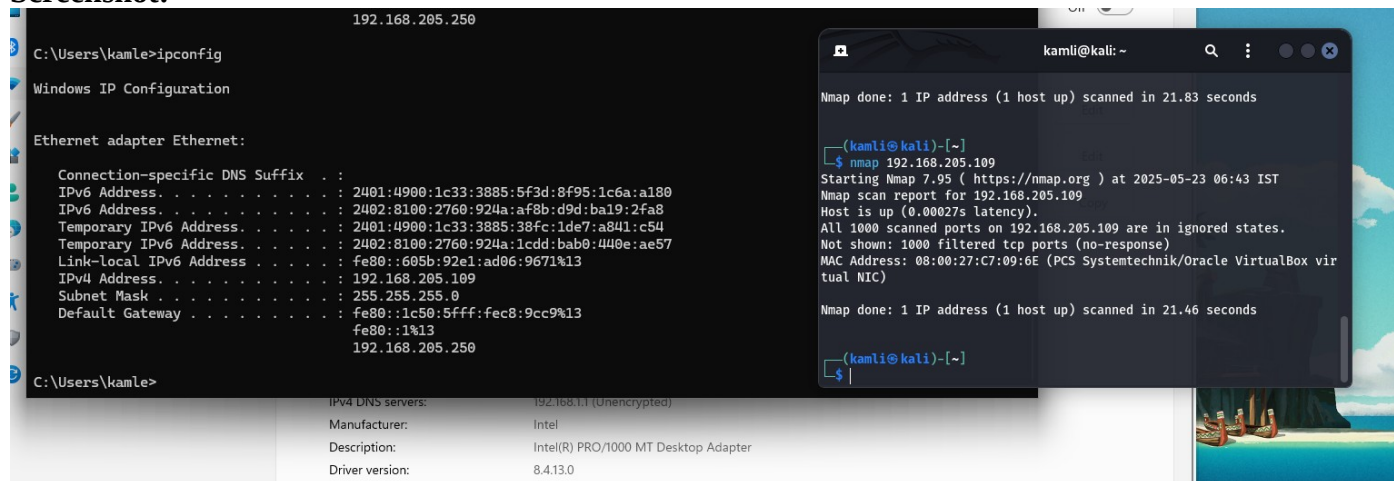 Screenshot:
192.168.205.250
C:\Users\kamle>ipconfig
Windows IP Configuration
Ethernet adapter Ethernet:
Connection-specific DNS Suffix  . :
IPv6 Address. . . . . . . . . . . : 2401:4900:1c33:3885:5f3d:8f95:1c6a:a180
IPv6 Address. . . . . . . . . . . : 2402:8100:2760:924a:af8b:d9d:ba19:2fa8
Temporary IPv6 Address. . . . . . : 2401:4900:1c33:3885:38fc:1de7:a841:c54
Temporary IPv6 Address. . . . . . : 2402:8100:2760:924a:1cdd:bab0:440e:ae57
Link-local IPv6 Address . . . . . : fe80::605b:92e1:ad06:9671%13
IPv4 Address. . . . . . . . . . . : 192.168.205.109
Subnet Mask . . . . . . . . . . . : 255.255.255.0
Default Gateway . . . . . . . . . : fe80::1c50:5fff:fec8:9cc9%13
fe80::1%13
192.168.205.250
C:\Users\kamle>
IPv4 DNS servers: 192.168.1.1 (Unencrypted)
Manufacturer: Intel
Description: Intel(R) PRO/1000 MT Desktop Adapter
Driver version: 8.4.13.0
Off
kamli@kali: ~
Nmap done: 1 IP address (1 host up) scanned in 21.83 seconds
┌──(kamli㉿kali)-[~]
└─$ nmap 192.168.205.109
Starting Nmap 7.95 ( https://nmap.org ) at 2025-05-23 06:43 IST
Nmap scan report for 192.168.205.109
Host is up (0.00027s latency).
All 1000 scanned ports on 192.168.205.109 are in ignored states.
Not shown: 1000 filtered tcp ports (no-response)
MAC Address: 08:00:27:C7:09:6E (PCS Systemtechnik/Oracle VirtualBox vir
tual NIC)
Nmap done: 1 IP address (1 host up) scanned in 21.46 seconds
┌──(kamli㉿kali)-[~]
└─$